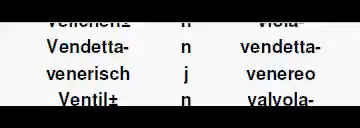 Vendetta- n vendetta-
venerisch j venereo
Ventil± n valvola-